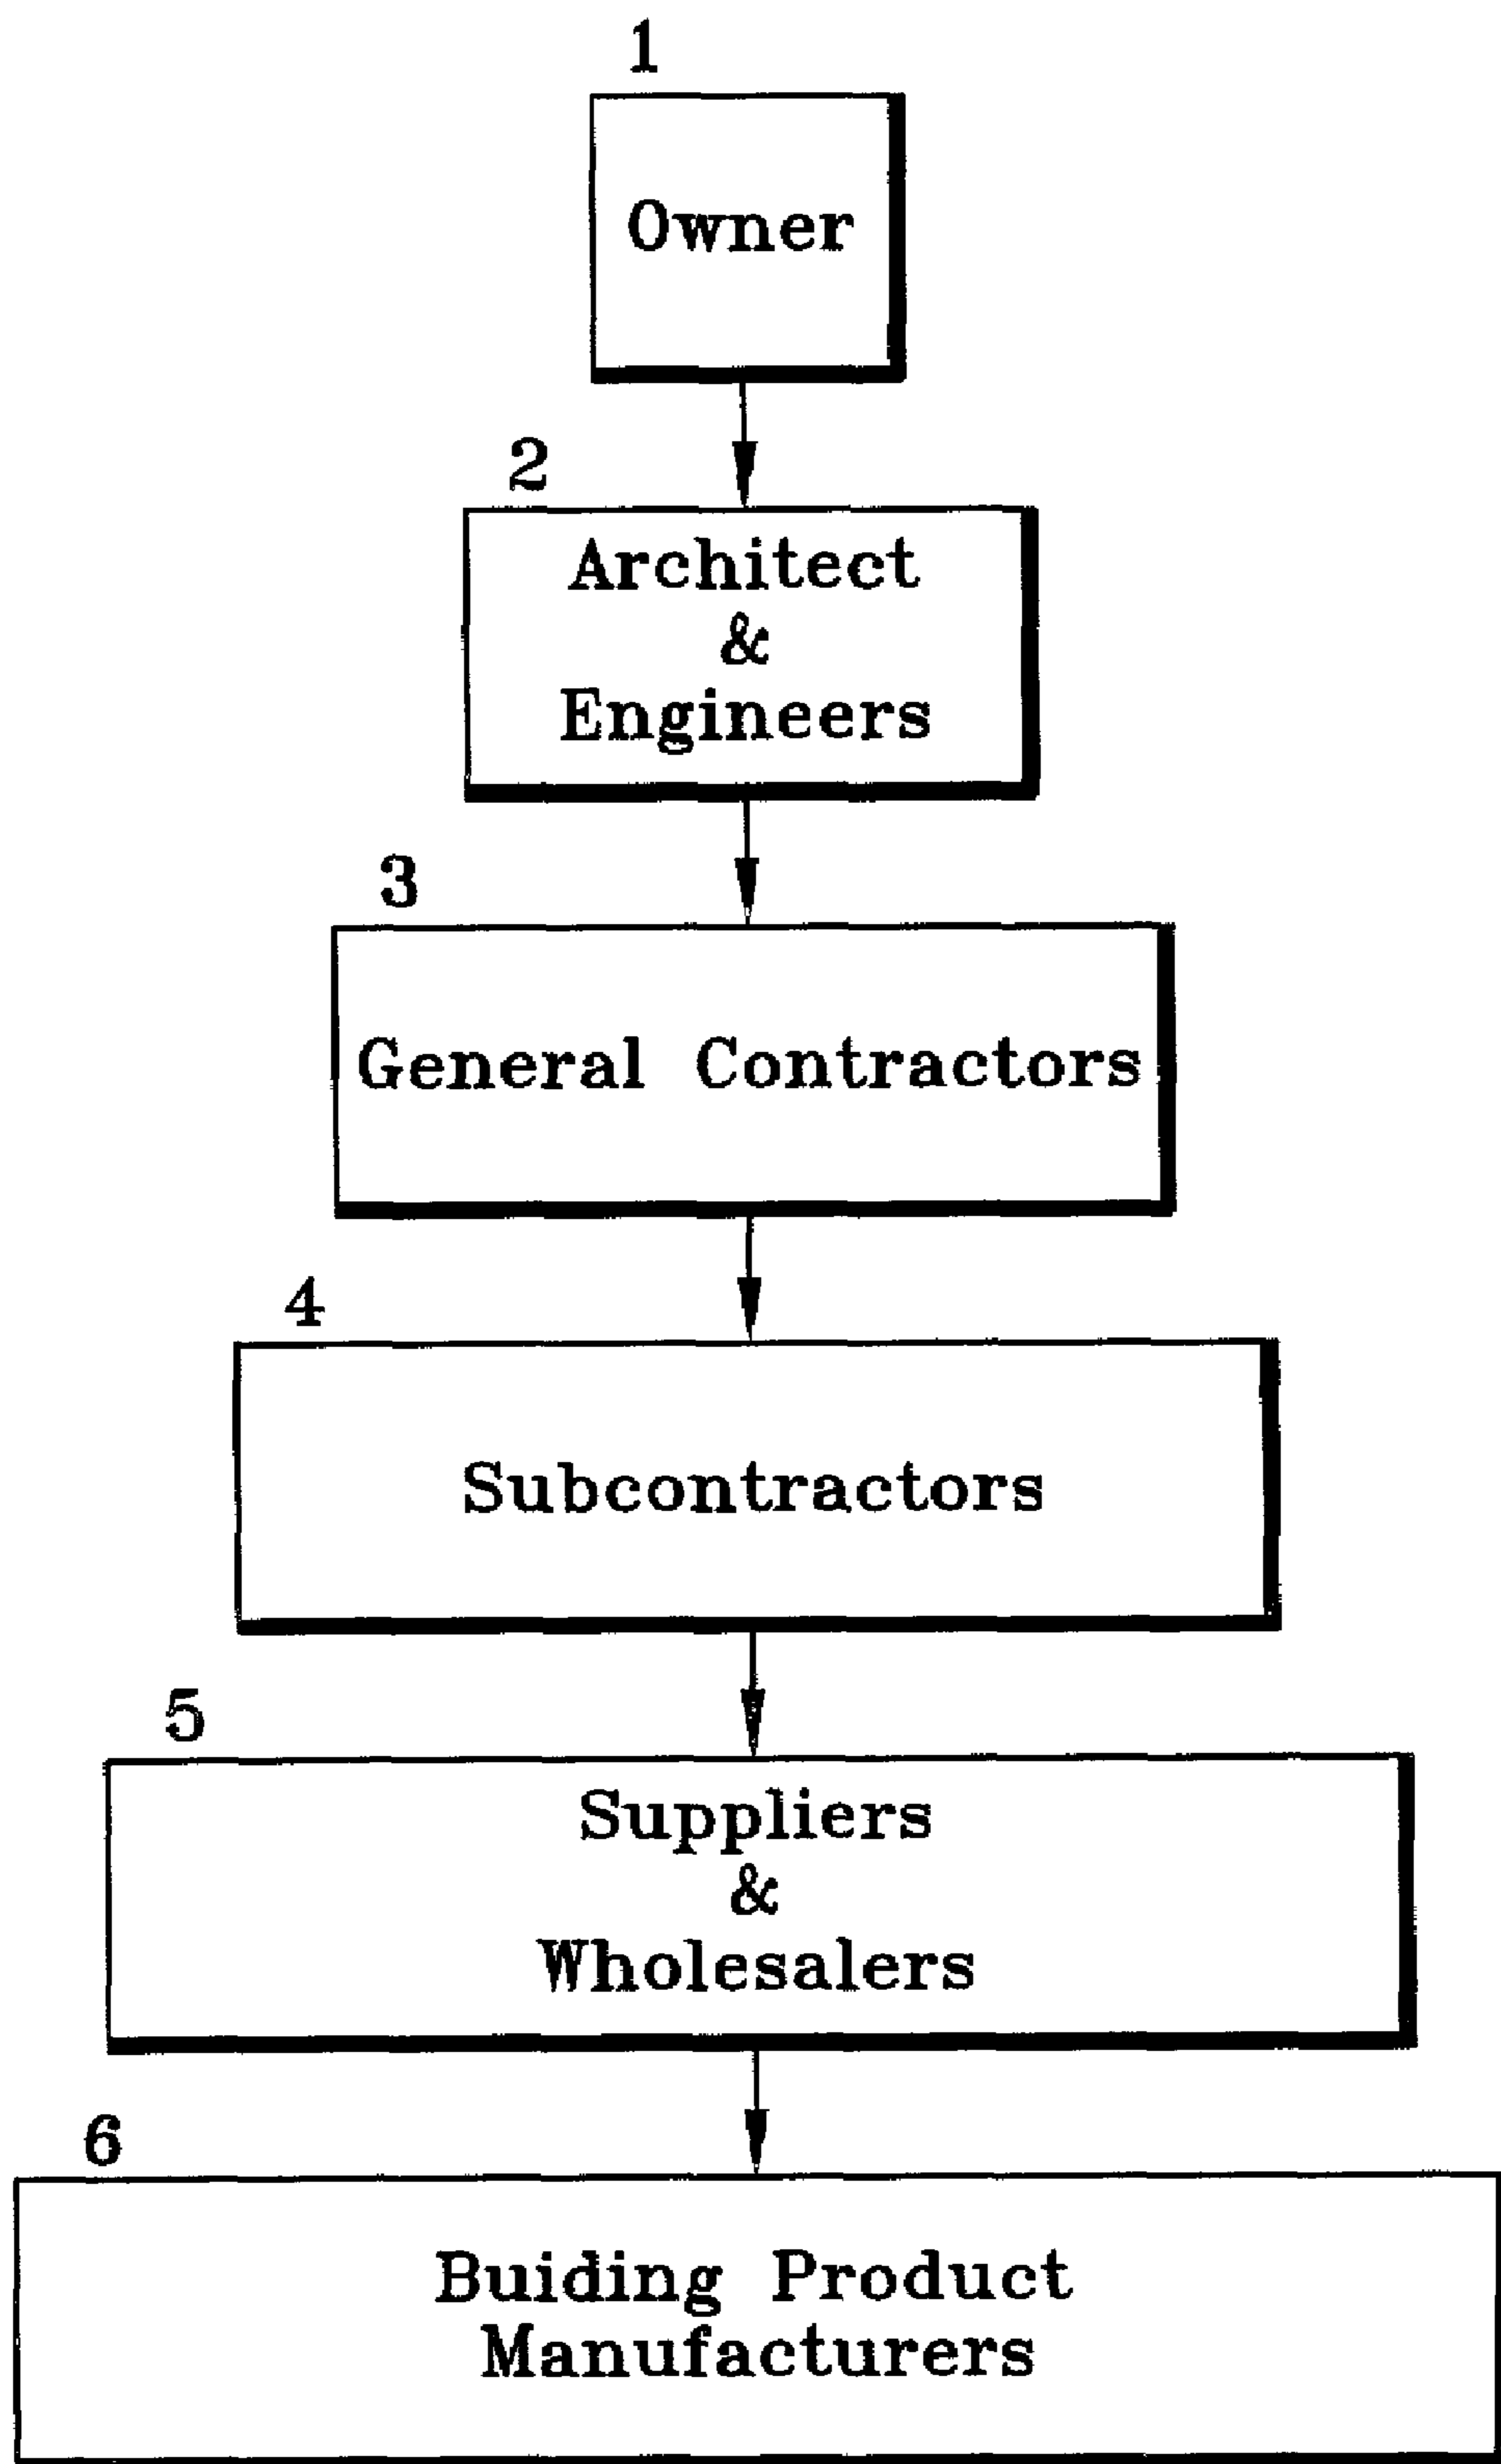 1
Owner
2
Architect
&
Engineers
3
General Contractors
4
Subcontractors
5
Suppliers
&
Wholesalers
6
Buiding Product
Manufacturers